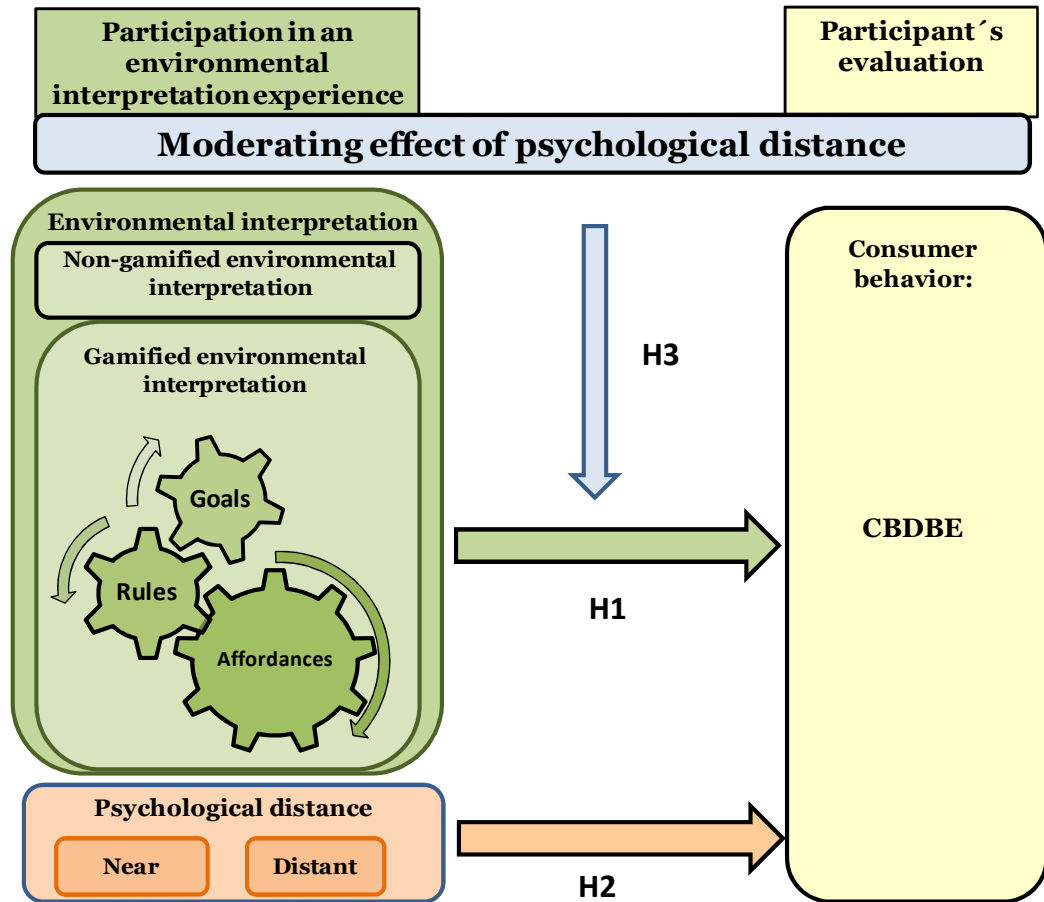 Participation in an
environmental
interpretation experience
Participant´s
evaluation
Moderating effect of psychological distance
Environmental interpretation
Non-gamified environmental
interpretation
Gamified environmental
interpretation
Goals
Rules
Affordances
H3
H1
Consumer
behavior:
CBDBE
Psychological distance
Near
Distant
H2